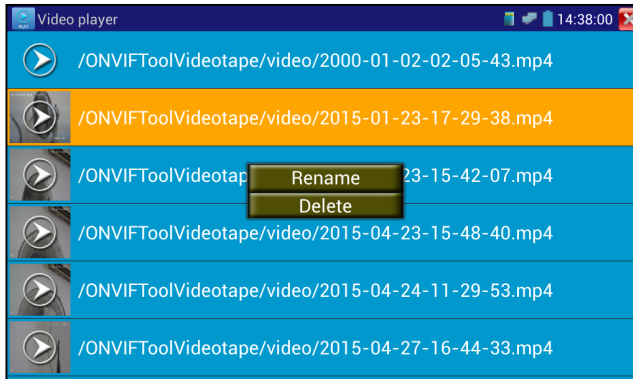 PLAY
Video player
14:38:00
/ONVIFToolVideotape/video/2000-01-02-02-05-43.mp4
/ONVIFToolVideotape/video/2015-01-23-17-29-38.mp4
/ONVIFToolVideotap
23-15-42-07.mp4
Rename
Delete
/ONVIFToolVideotape/video/2015-04-23-15-48-40.mp4
/ONVIFToolVideotape/video/2015-04-24-11-29-53.mp4
/ONVIFToolVideotape/video/2015-04-27-16-44-33.mp4